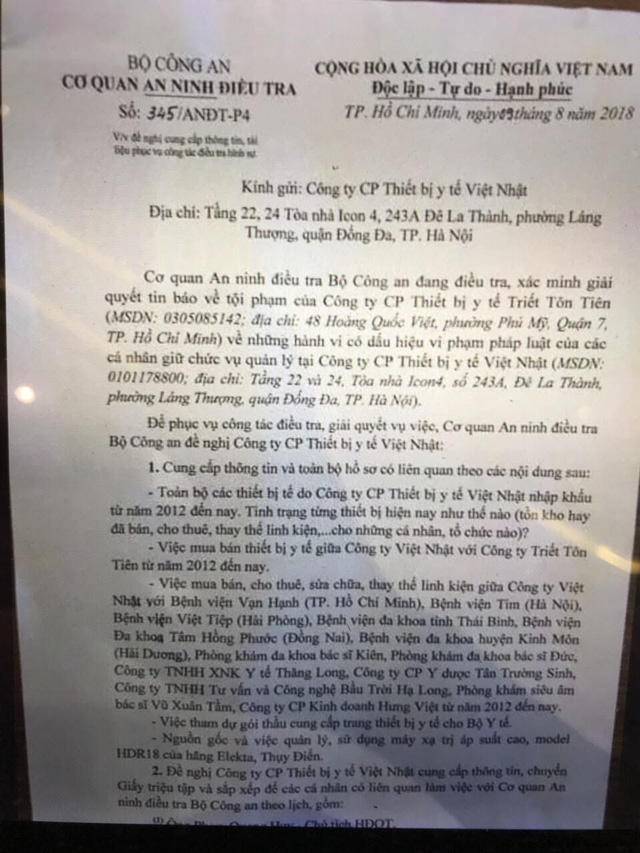 BỘ CÔNG AN
CƠ QUAN AN NINH ĐIỀU TRA
Số: 345/ANĐT-P4
V/v đề nghị cung cấp thông tin, tài
liệu phục vụ công tác điều tra hình sự.
CỘNG HÒA XÃ HỘI CHỦ NGHĨA VIỆT NAM
Độc lập - Tự do - Hạnh phúc
TP. Hồ Chí Minh, ngày 09 tháng 8 năm 2018
Kính gửi: Công ty CP Thiết bị y tế Việt Nhật
Địa chỉ: Tầng 22, 24 Tòa nhà Icon 4, 243A Đê La Thành, phường Láng
Thượng, quận Đống Đa, TP. Hà Nội
Cơ quan An ninh điều tra Bộ Công an đang điều tra, xác minh giải
quyết tin báo về tội phạm của Công ty CP Thiết bị y tế Triết Tôn Tiên
(MSDN: 0305085142; địa chỉ: 48 Hoàng Quốc Việt, phường Phú Mỹ, Quận 7,
TP. Hồ Chí Minh) về những hành vi có dấu hiệu vi phạm pháp luật của các
cá nhân giữ chức vụ quản lý tại Công ty CP Thiết bị y tế Việt Nhật (MSDN:
0101178800; địa chỉ: Tầng 22 và 24, Tòa nhà Icon4, số 243A, Đê La Thành,
phường Láng Thượng, quận Đống Đa, TP. Hà Nội).
Để phục vụ công tác điều tra, giải quyết vụ việc, Cơ quan An ninh điều tra
Bộ Công an đề nghị Công ty CP Thiết bị y tế Việt Nhật:
1. Cung cấp thông tin và toàn bộ hồ sơ có liên quan theo các nội dung sau:
- Toàn bộ các thiết bị y tế do Công ty CP Thiết bị y tế Việt Nhật nhập khẩu
từ năm 2012 đến nay. Tình trạng từng thiết bị hiện nay như thế nào (tồn kho hay
đã bán, cho thuê, thay thế linh kiện,...cho những cá nhân, tổ chức nào)?
- Việc mua bán thiết bị y tế giữa Công ty Việt Nhật với Công ty Triết Tôn
Tiên từ năm 2012 đến nay.
- Việc mua bán, cho thuê, sửa chữa, thay thế linh kiện giữa Công ty Việt
Nhật với Bệnh viện Vạn Hạnh (TP. Hồ Chí Minh), Bệnh viện Tim (Hà Nội),
Bệnh viện Việt Tiệp (Hải Phòng), Bệnh viện đa khoa tỉnh Thái Bình, Bệnh viện
Đa khoa Tâm Hồng Phước (Đồng Nai), Bệnh viện đa khoa huyện Kinh Môn
(Hải Dương), Phòng khám đa khoa bác sĩ Kiên, Phòng khám đa khoa bác sĩ Đức,
Công ty TNHH XNK Y tế Thăng Long, Công ty CP Y dược Tân Trường Sinh,
Công ty TNHH Tư vấn và Công nghệ Bầu Trời Hạ Long, Phòng khám siêu âm
bác sĩ Vũ Xuân Tâm, Công ty CP Kinh doanh Hưng Việt từ năm 2012 đến nay.
- Việc tham dự gói thầu cung cấp trang thiết bị y tế cho Bộ Y tế.
- Nguồn gốc và việc quản lý, sử dụng máy xạ trị áp suất cao, model
HDR18 của hãng Elekta, Thụy Điển.
2. Đề nghị Công ty CP Thiết bị y tế Việt Nhật cung cấp thông tin, chuyển
Giấy triệu tập và sắp xếp để các cá nhân có liên quan làm việc với Cơ quan An
ninh điều tra Bộ Công an theo lịch, gồm:
Chủ tịch HĐQT.